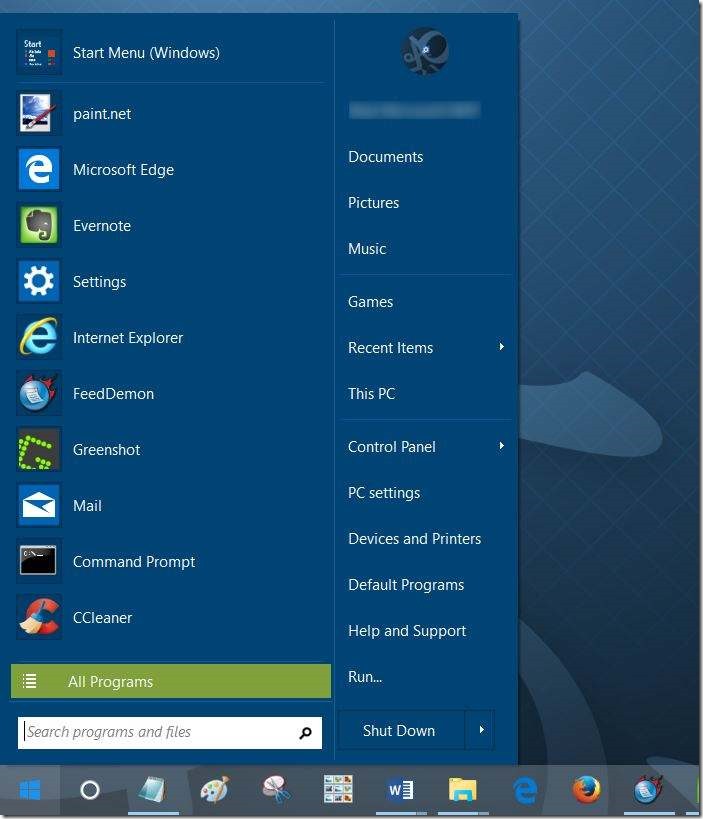 Start Menu (Windows)
paint.net
Microsoft Edge
Evernote
Settings
Internet Explorer
FeedDemon
Greenshot
Mail
Command Prompt
CCleaner
All Programs
Search programs and files
Documents
Pictures
Music
Games
Recent Items
This PC
Control Panel
PC settings
Devices and Printers
Default Programs
Help and Support
Run...
Shut Down